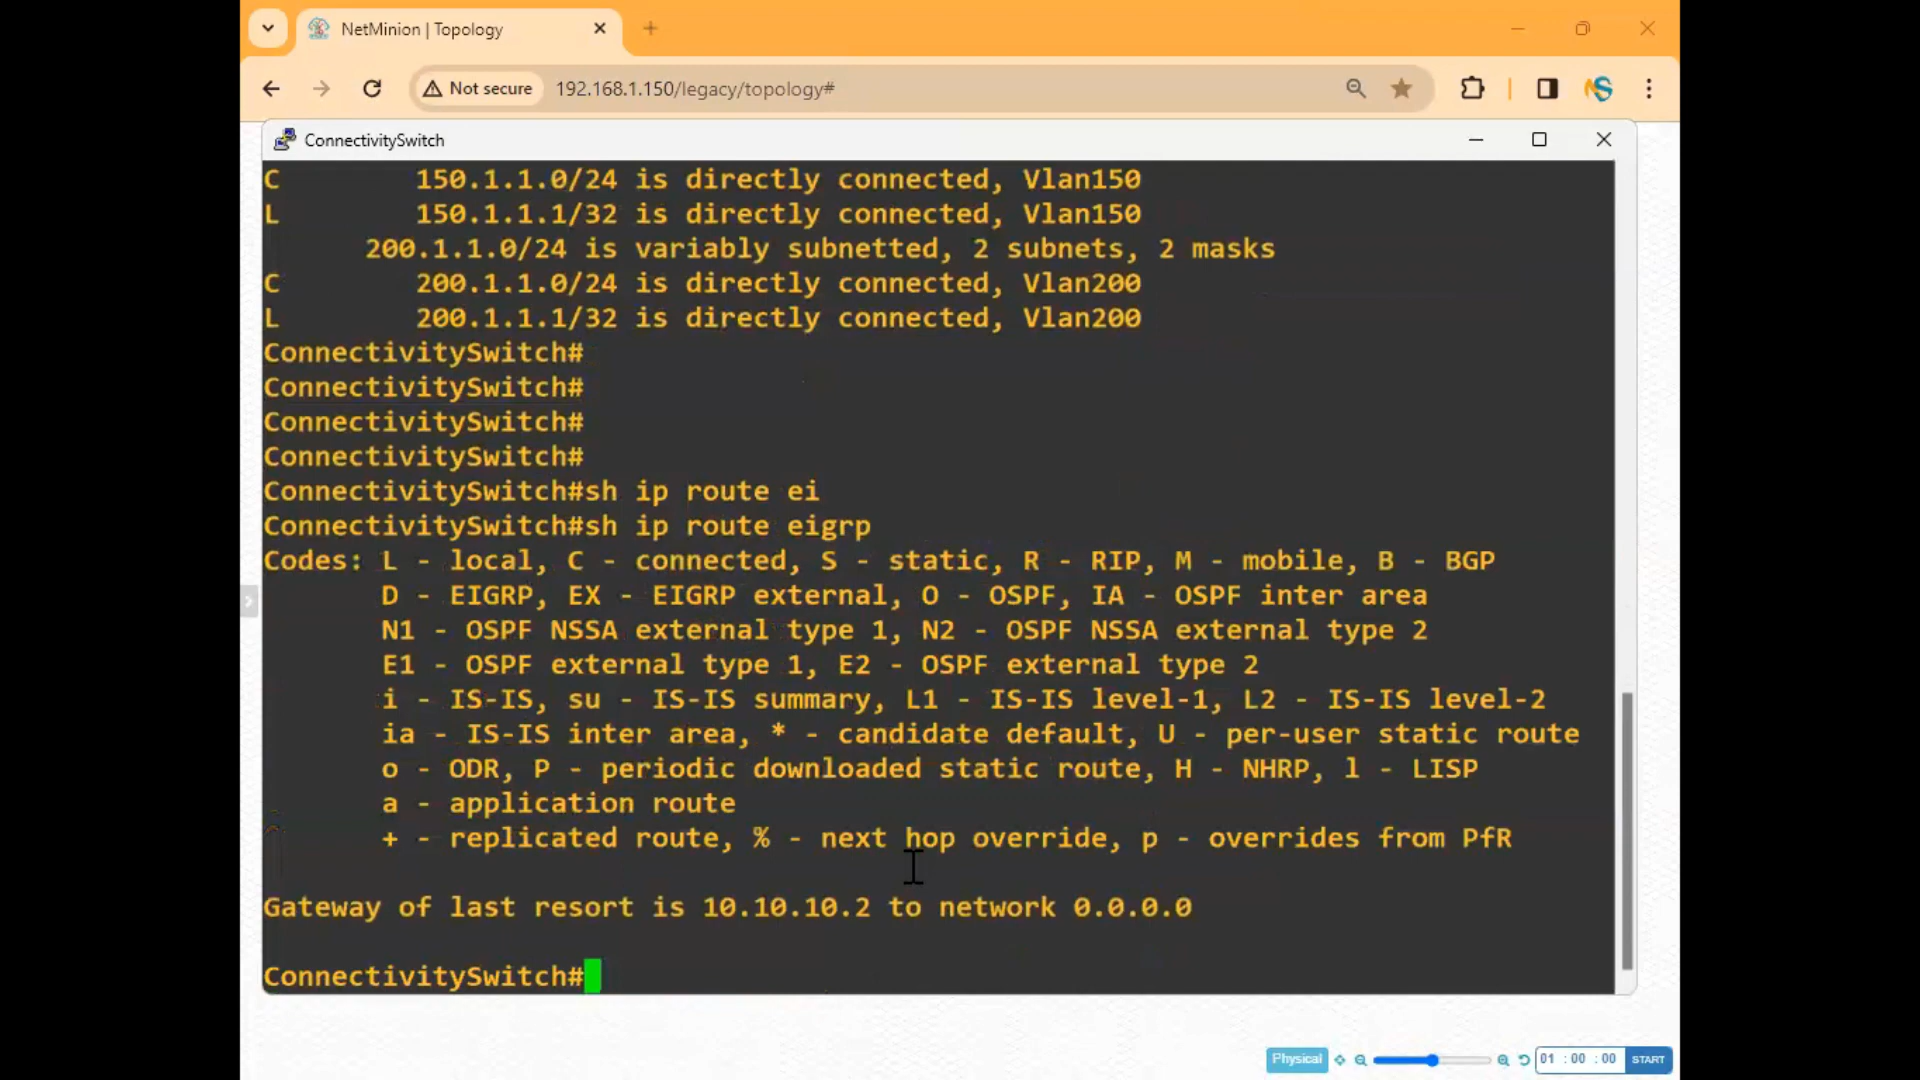 NetMinion | Topology
Not secure
192.168.1.150/legacy/topology#
ConnectivitySwitch
C 150.1.1.0/24 is directly connected, Vlan150
L 150.1.1.1/32 is directly connected, Vlan150
200.1.1.0/24 is variably subnetted, 2 subnets, 2 masks
C 200.1.1.0/24 is directly connected, Vlan200
L 200.1.1.1/32 is directly connected, Vlan200
ConnectivitySwitch#
ConnectivitySwitch#
ConnectivitySwitch#
ConnectivitySwitch#
ConnectivitySwitch#sh ip route ei
ConnectivitySwitch#sh ip route eigrp
Codes: L - local, C - connected, S - static, R - RIP, M - mobile, B - BGP
D - EIGRP, EX - EIGRP external, O - OSPF, IA - OSPF inter area
N1 - OSPF NSSA external type 1, N2 - OSPF NSSA external type 2
E1 - OSPF external type 1, E2 - OSPF external type 2
i - IS-IS, su - IS-IS summary, L1 - IS-IS level-1, L2 - IS-IS level-2
ia - IS-IS inter area, * - candidate default, U - per-user static route
o - ODR, P - periodic downloaded static route, H - NHRP, l - LISP
a - application route
+ - replicated route, % - next hop override, p - overrides from PfR
Gateway of last resort is 10.10.10.2 to network 0.0.0.0
ConnectivitySwitch#
Physical
01 : 00 : 00
START